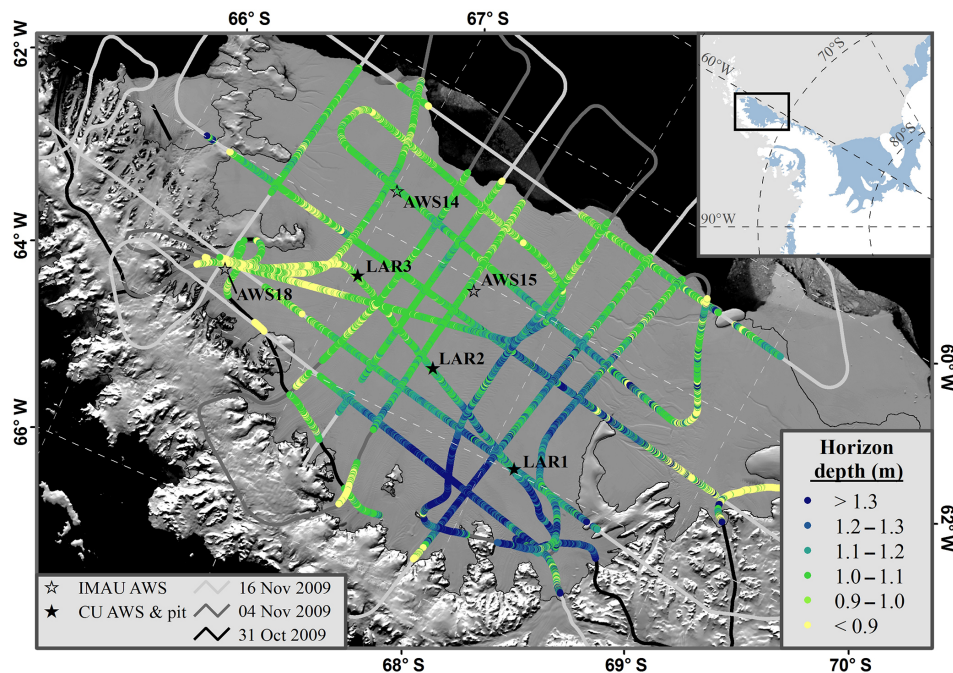 66° S
67° S
62° W
64° W
66° W
60° W
62° W
68° S
69° S
70° S
60°W
70°S
80°S
90°W
AWS14
LAR3
AWS15
AWS18
LAR2
LAR1
Horizon
depth (m)
> 1.3
1.2–1.3
1.1–1.2
1.0–1.1
0.9–1.0
< 0.9
IMAU AWS
CU AWS & pit
16 Nov 2009
04 Nov 2009
31 Oct 2009